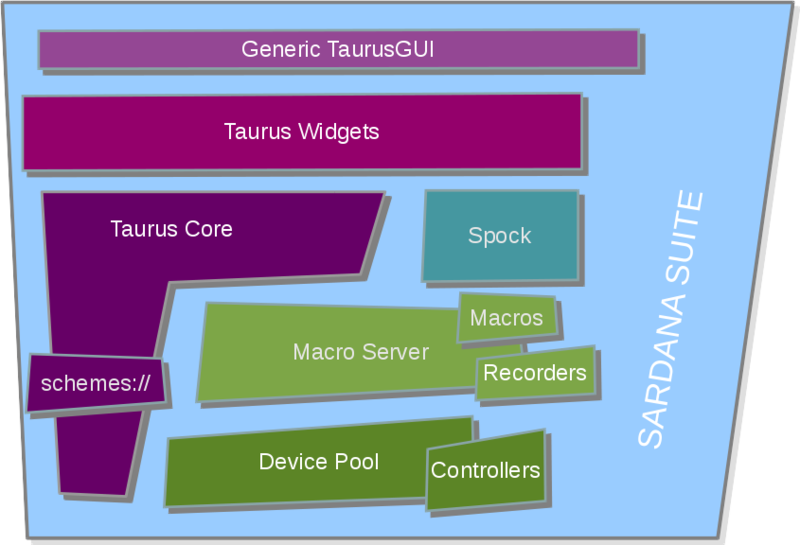 Generic TaurusGUI
Taurus Widgets
Taurus Core
Spock
Macros
Macro Server
Recorders
schemes://
Device Pool
Controllers
SARDANA SUITE